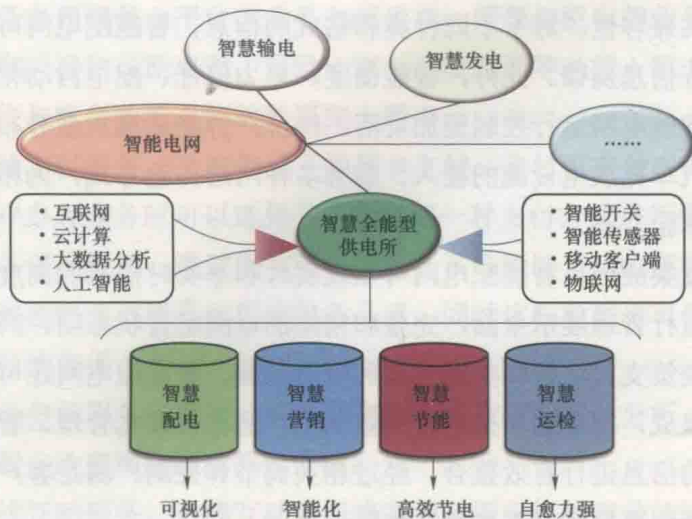 智慧输电
智慧发电
智能电网
……
智慧全能型
供电所
· 互联网
· 云计算
· 大数据分析
· 人工智能
· 智能开关
· 智能传感器
· 移动客户端
· 物联网
智慧
配电
智慧
营销
智慧
节能
智慧
运检
可视化
智能化
高效节电
自愈力强